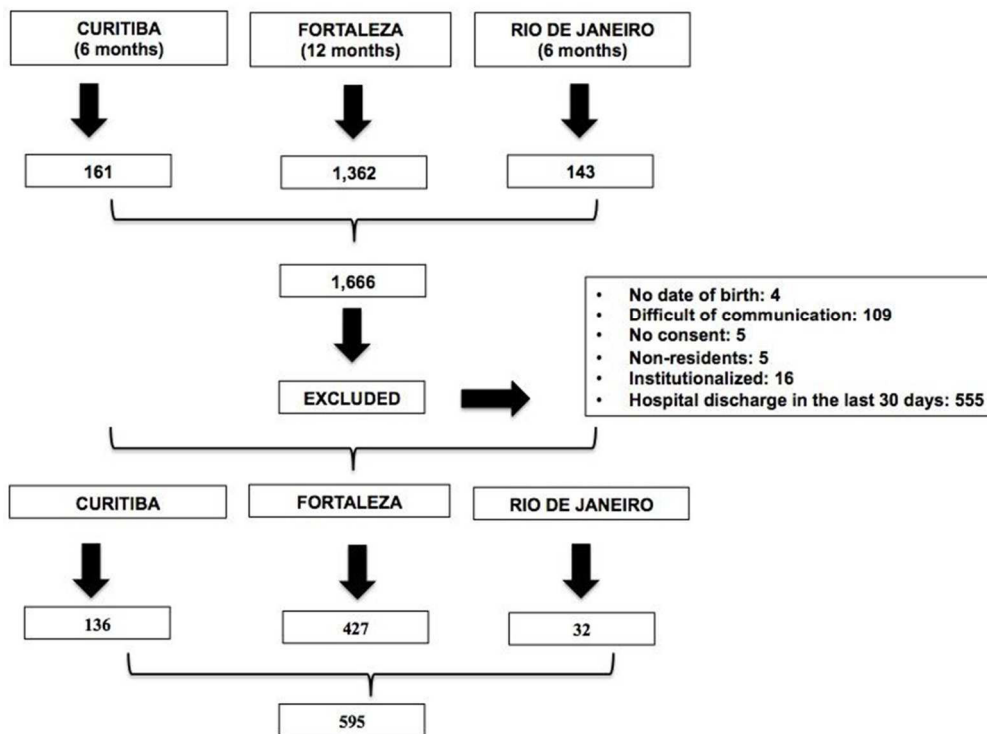 CURITIBA
(6 months)
FORTALEZA
(12 months)
RIO DE JANEIRO
(6 months)
161
1,362
143
1,666
• No date of birth: 4
• Difficult of communication: 109
• No consent: 5
• Non-residents: 5
• Institutionalized: 16
• Hospital discharge in the last 30 days: 555
EXCLUDED
CURITIBA
FORTALEZA
RIO DE JANEIRO
136
427
32
595